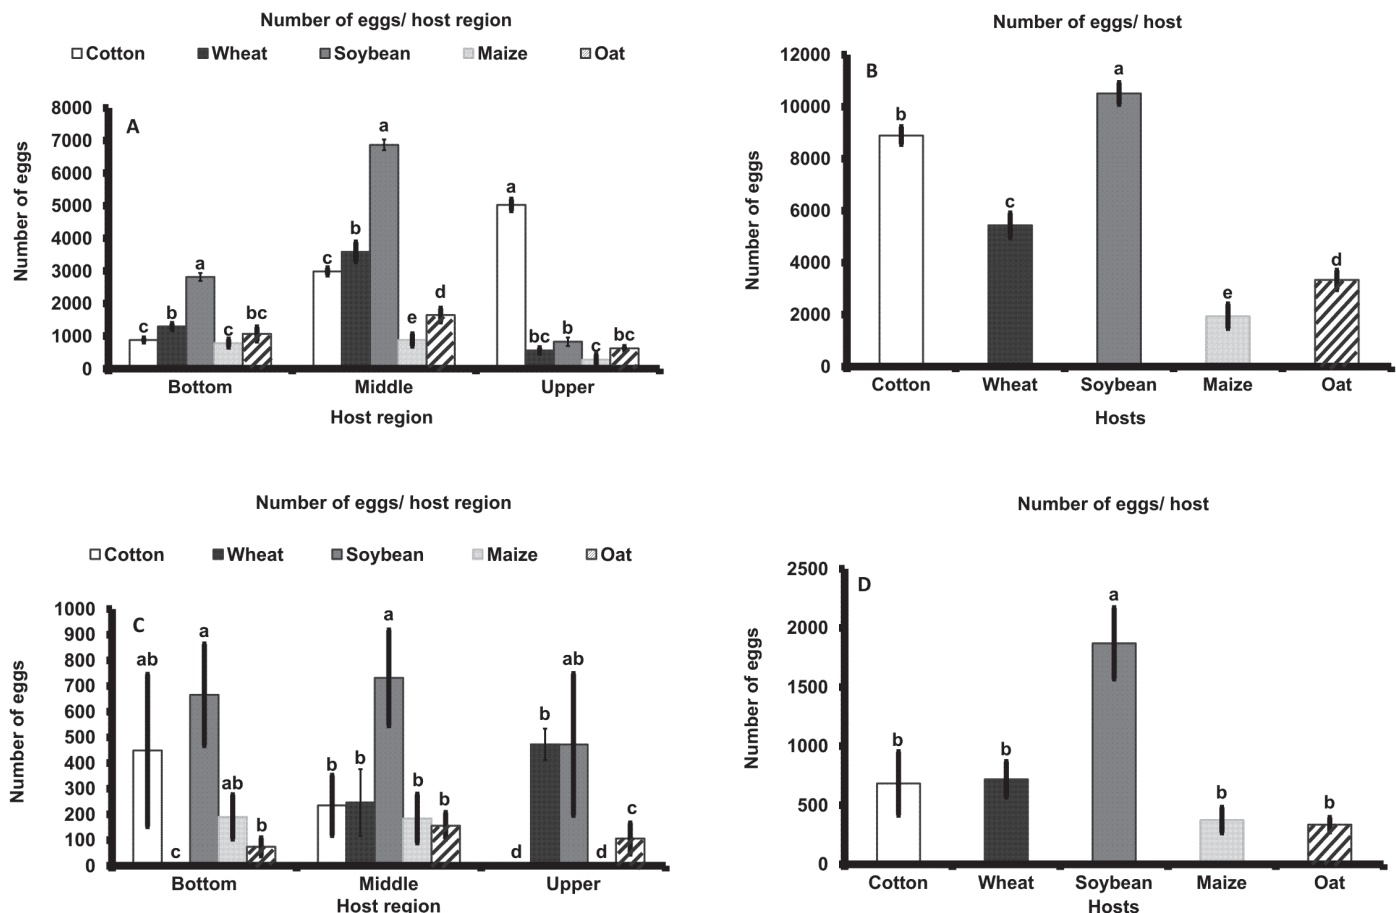 Number of eggs/ host region
Cotton Wheat Soybean Maize Oat
A
Number of eggs
8000
7000
6000
5000
4000
3000
2000
1000
0
c b a c bc
c b a e d
a bc b c bc
Bottom Middle Upper
Host region
Number of eggs/ host
B
Number of eggs
12000
10000
8000
6000
4000
2000
0
b c a e d
Cotton Wheat Soybean Maize Oat
Hosts
Number of eggs/ host region
Cotton Wheat Soybean Maize Oat
C
Number of eggs
1000
900
800
700
600
500
400
300
200
100
0
ab c a ab b
b b a b b
d b ab d c
Bottom Middle Upper
Host region
Number of eggs/ host
D
Number of eggs
2500
2000
1500
1000
500
0
b b a b b
Cotton Wheat Soybean Maize Oat
Hosts